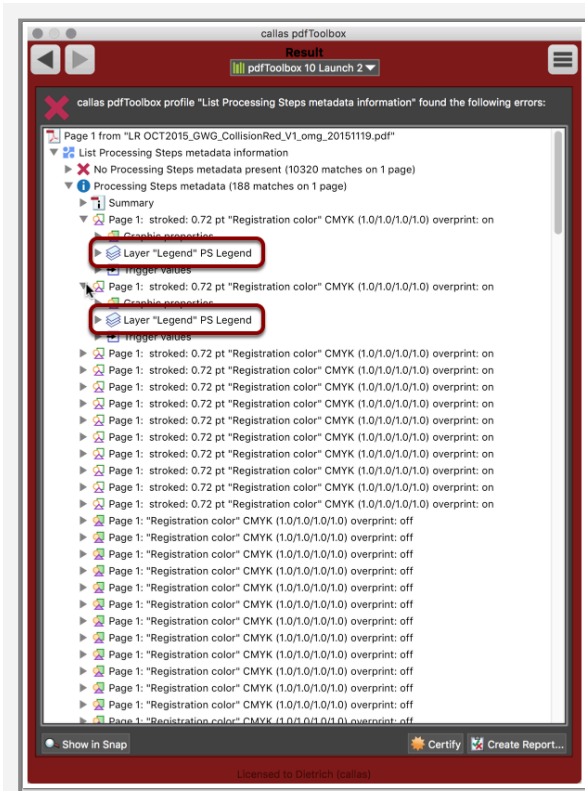 callas pdfToolbox
Result
pdfToolbox 10 Launch 2
callas pdfToolbox profile "List Processing Steps metadata information" found the following errors:
Page 1 from "LR OCT2015_GWG_CollisionRed_V1_omg_20151119.pdf"
List Processing Steps metadata information
No Processing Steps metadata present (10320 matches on 1 page)
Processing Steps metadata (188 matches on 1 page)
Summary
Page 1: stroked: 0.72 pt "Registration color" CMYK (1.0/1.0/1.0/1.0) overprint: on
Graphic properties
Layer "Legend" PS Legend
Trigger values
Page 1: stroked: 0.72 pt "Registration color" CMYK (1.0/1.0/1.0/1.0) overprint: on
Graphic properties
Layer "Legend" PS Legend
Trigger values
Page 1: stroked: 0.72 pt "Registration color" CMYK (1.0/1.0/1.0/1.0) overprint: on
Page 1: stroked: 0.72 pt "Registration color" CMYK (1.0/1.0/1.0/1.0) overprint: on
Page 1: stroked: 0.72 pt "Registration color" CMYK (1.0/1.0/1.0/1.0) overprint: on
Page 1: stroked: 0.72 pt "Registration color" CMYK (1.0/1.0/1.0/1.0) overprint: on
Page 1: stroked: 0.72 pt "Registration color" CMYK (1.0/1.0/1.0/1.0) overprint: on
Page 1: stroked: 0.72 pt "Registration color" CMYK (1.0/1.0/1.0/1.0) overprint: on
Page 1: stroked: 0.72 pt "Registration color" CMYK (1.0/1.0/1.0/1.0) overprint: on
Page 1: stroked: 0.72 pt "Registration color" CMYK (1.0/1.0/1.0/1.0) overprint: on
Page 1: stroked: 0.72 pt "Registration color" CMYK (1.0/1.0/1.0/1.0) overprint: on
Page 1: stroked: 0.72 pt "Registration color" CMYK (1.0/1.0/1.0/1.0) overprint: on
Page 1: "Registration color" CMYK (1.0/1.0/1.0/1.0) overprint: off
Page 1: "Registration color" CMYK (1.0/1.0/1.0/1.0) overprint: off
Page 1: "Registration color" CMYK (1.0/1.0/1.0/1.0) overprint: off
Page 1: "Registration color" CMYK (1.0/1.0/1.0/1.0) overprint: off
Page 1: "Registration color" CMYK (1.0/1.0/1.0/1.0) overprint: off
Page 1: "Registration color" CMYK (1.0/1.0/1.0/1.0) overprint: off
Page 1: "Registration color" CMYK (1.0/1.0/1.0/1.0) overprint: off
Page 1: "Registration color" CMYK (1.0/1.0/1.0/1.0) overprint: off
Page 1: "Registration color" CMYK (1.0/1.0/1.0/1.0) overprint: off
Page 1: "Registration color" CMYK (1.0/1.0/1.0/1.0) overprint: off
Page 1: "Registration color" CMYK (1.0/1.0/1.0/1.0) overprint: off
Page 1: "Registration color" CMYK (1.0/1.0/1.0/1.0) overprint: off
Page 1: "Registration color" CMYK (1.0/1.0/1.0/1.0) overprint: off
Show in Snap
Certify
Create Report...
Licensed to Dietrich (callas)